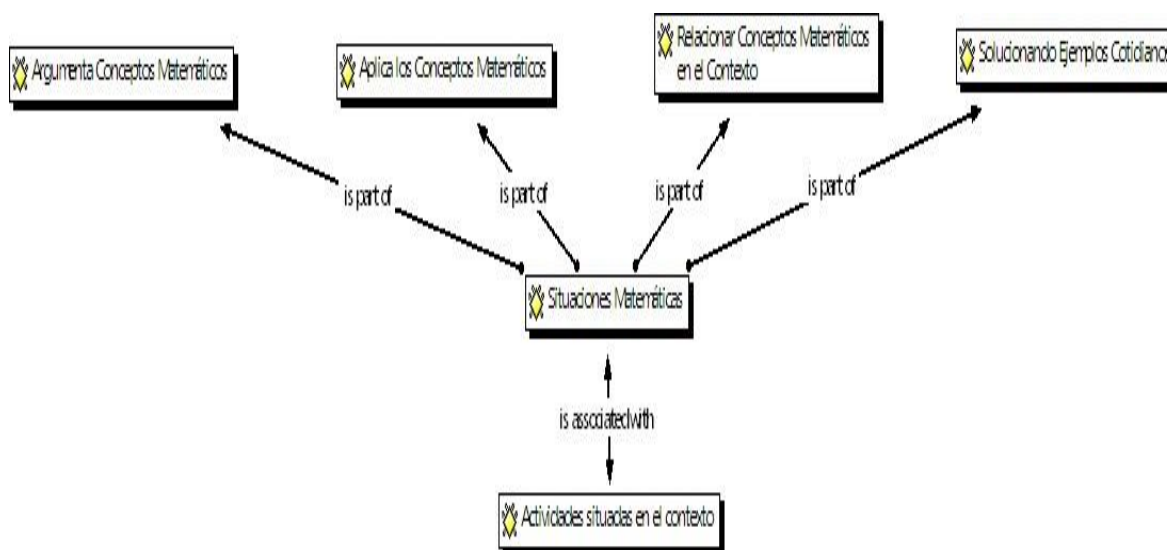 Argumenta Conceptos Matemáticos
Aplica los Conceptos Matemáticos
Relacionar Conceptos Matemáticos
en el Contexto
Solucionando Ejemplos Cotidianos
is part of
is part of
is part of
is part of
Situaciones Matemáticas
is associated with
Actividades situadas en el contexto